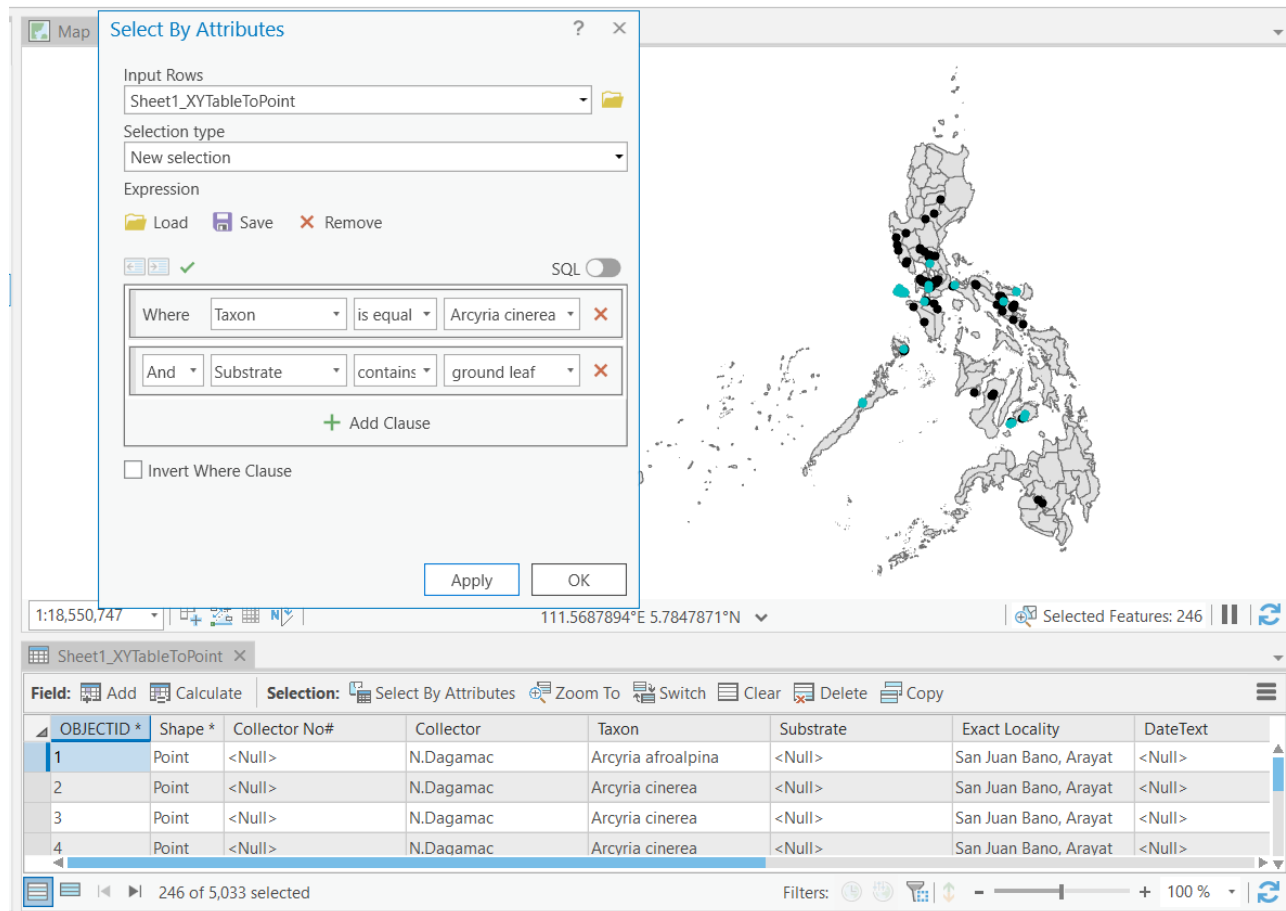 Map
Select By Attributes
?
Input Rows
Sheet1_XYTableToPoint
Selection type
New selection
Expression
Load Save Remove
SQL
Where Taxon is equal Arcyria cinerea
And Substrate contains ground leaf
Add Clause
Invert Where Clause
Apply OK
1:18,550,747 N 111.5687894°E 5.7847871°N Selected Features: 246
Sheet1_XYTableToPoint
Field: Add Calculate Selection: Select By Attributes Zoom To Switch Clear Delete Copy
OBJECTID * Shape * Collector No# Collector Taxon Substrate Exact Locality DateText
1 Point <Null> N.Dagamac Arcyria afroalpina <Null> San Juan Bano, Arayat <Null>
2 Point <Null> N.Dagamac Arcyria cinerea <Null> San Juan Bano, Arayat <Null>
3 Point <Null> N.Dagamac Arcyria cinerea <Null> San Juan Bano, Arayat <Null>
4 Point <Null> N.Dagamac Arcyria cinerea <Null> San Juan Bano, Arayat <Null>
246 of 5,033 selected Filters: - + 100 %